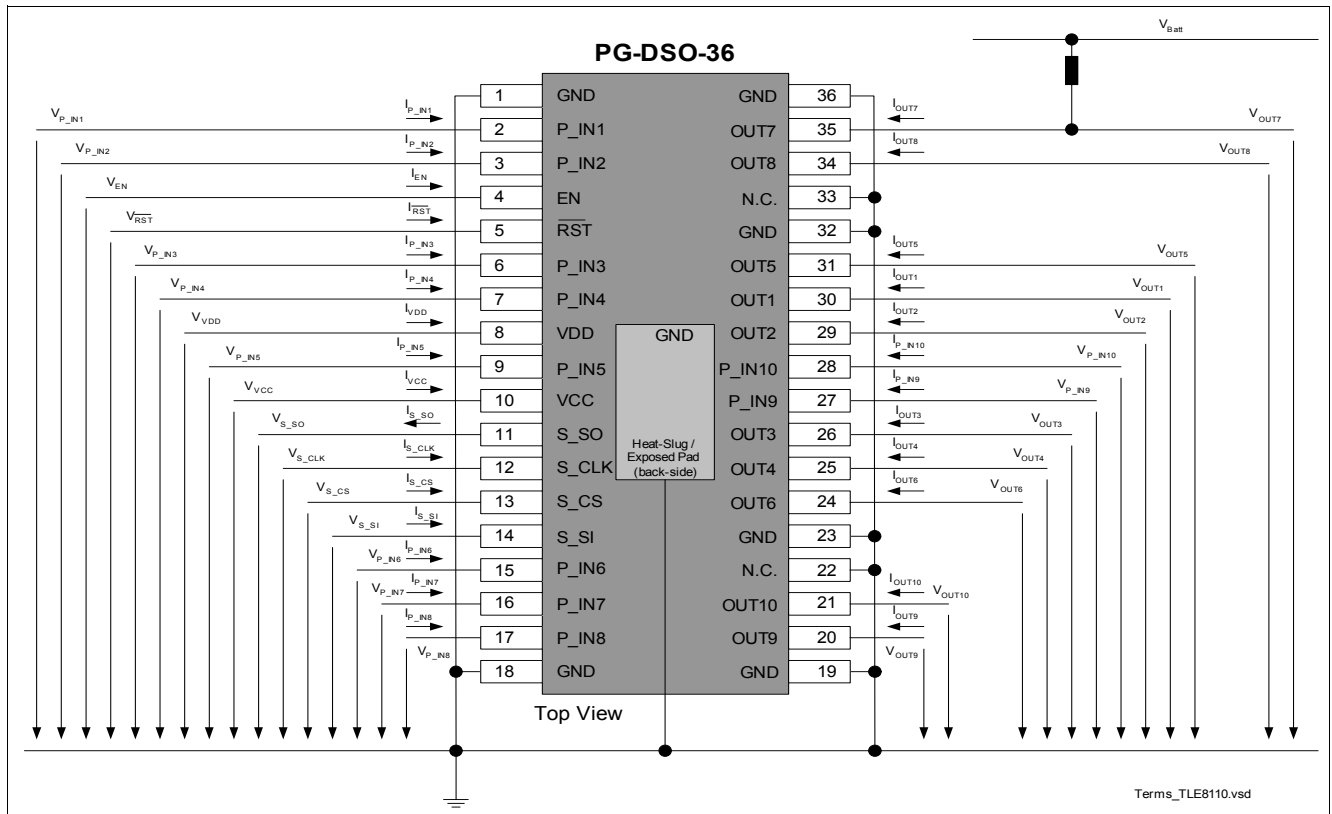 PG-DSO-36
V_Batt
1 GND GND 36
V_P_IN1 I_P_IN1 2 P_IN1 OUT7 35 I_OUT7 V_OUT7
V_P_IN2 I_P_IN2 3 P_IN2 OUT8 34 I_OUT8 V_OUT8
V_EN I_EN 4 EN N.C. 33
V_R̅S̅T̅ I_R̅S̅T̅ 5 R̅S̅T̅ GND 32
V_P_IN3 I_P_IN3 6 P_IN3 OUT5 31 I_OUT5 V_OUT5
V_P_IN4 I_P_IN4 7 P_IN4 OUT1 30 I_OUT1 V_OUT1
V_VDD I_VDD 8 VDD GND OUT2 29 I_OUT2 V_OUT2
V_P_IN5 I_P_IN5 9 P_IN5 P_IN10 28 I_P_IN10 V_P_IN10
V_VCC I_VCC 10 VCC P_IN9 27 I_P_IN9 V_P_IN9
V_S_SO I_S_SO 11 S_SO OUT3 26 I_OUT3 V_OUT3
Heat-Slug /
Exposed Pad
(back-side)
V_S_CLK I_S_CLK 12 S_CLK OUT4 25 I_OUT4 V_OUT4
V_S_CS I_S_CS 13 S_CS OUT6 24 I_OUT6 V_OUT6
V_S_SI I_S_SI 14 S_SI GND 23
V_P_IN6 I_P_IN6 15 P_IN6 N.C. 22
V_P_IN7 I_P_IN7 16 P_IN7 OUT10 21 I_OUT10 V_OUT10
V_P_IN8 I_P_IN8 17 P_IN8 OUT9 20 I_OUT9 V_OUT9
18 GND GND 19
Top View
Terms_TLE8110.vsd